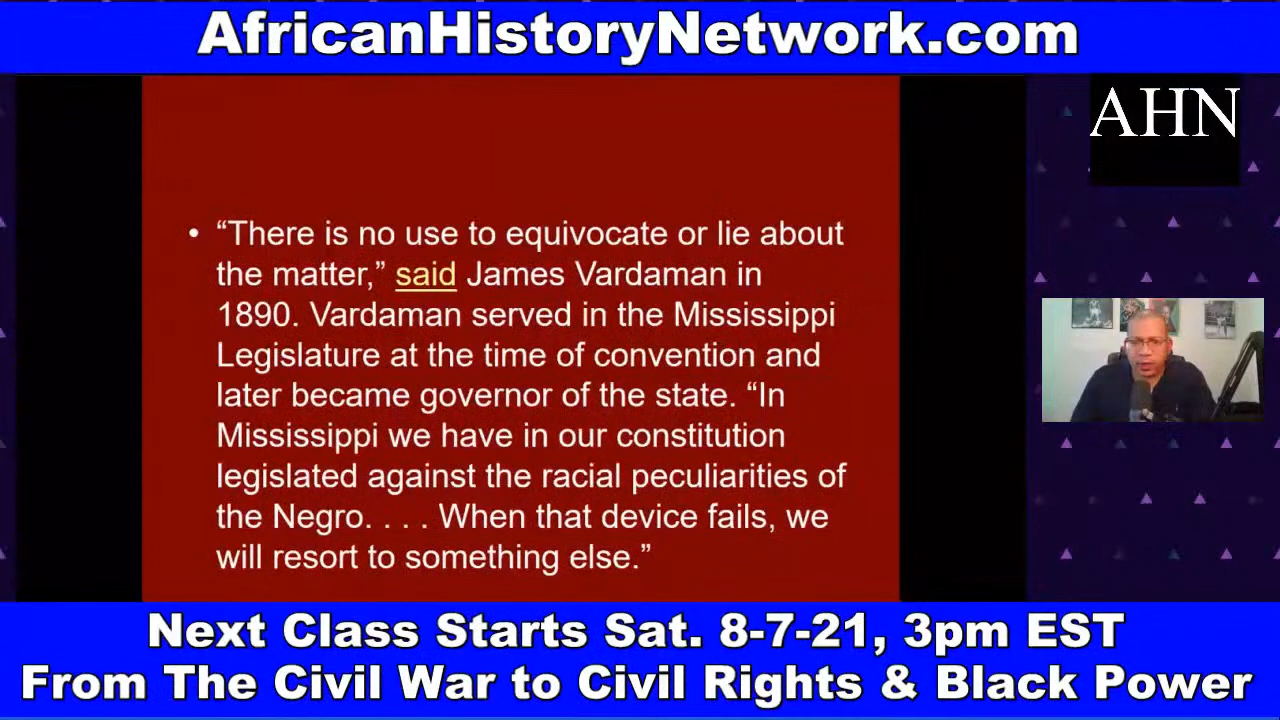 AfricanHistoryNetwork.com
AHN
• “There is no use to equivocate or lie about
the matter,” said James Vardaman in
1890. Vardaman served in the Mississippi
Legislature at the time of convention and
later became governor of the state. “In
Mississippi we have in our constitution
legislated against the racial peculiarities of
the Negro. . . . When that device fails, we
will resort to something else.”
Next Class Starts Sat. 8-7-21, 3pm EST
From The Civil War to Civil Rights & Black Power